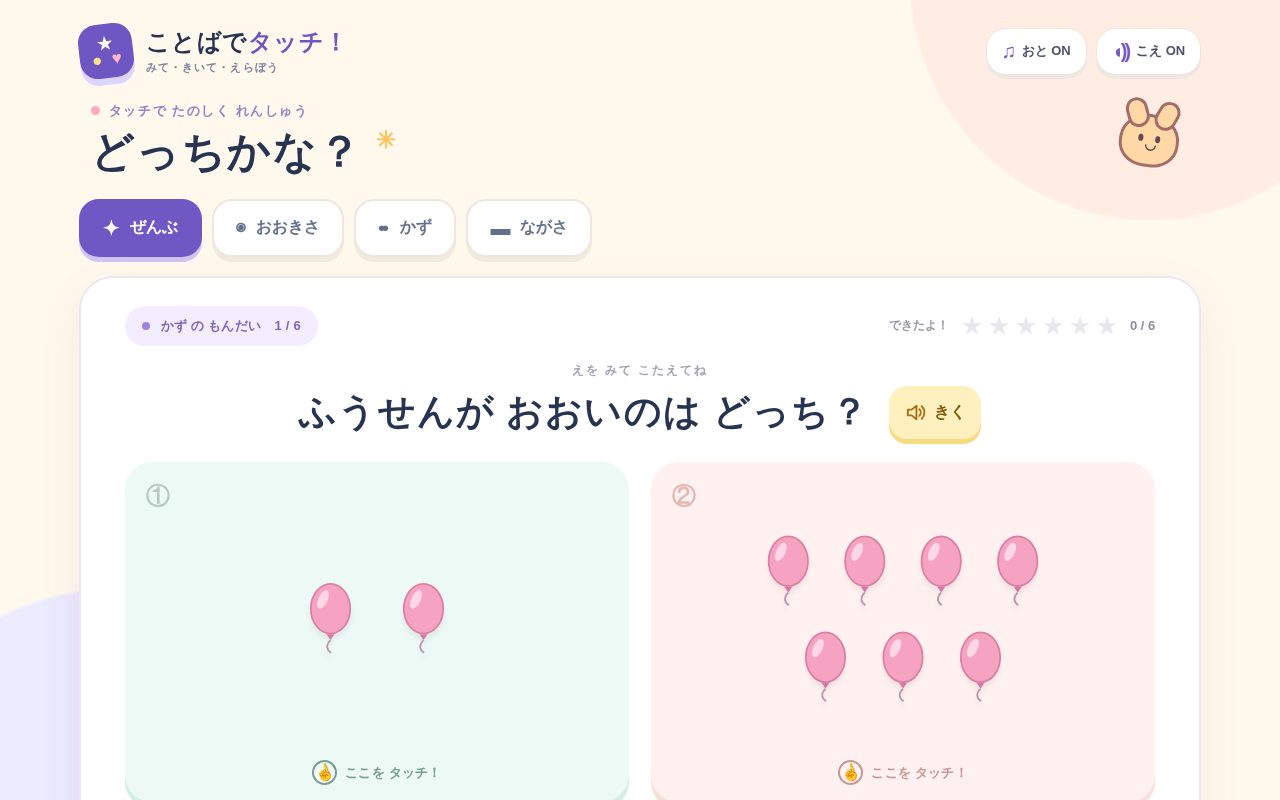 ことばでタッチ！
みて・きいて・えらぼう
おと ON
こえ ON
タッチで たのしく れんしゅう
どっちかな？
ぜんぶ
おおきさ
かず
ながさ
かず の もんだい 1 / 6
できたよ！ 0 / 6
えを みて こたえてね
ふうせんが おおいのは どっち？
きく
①
②
ここを タッチ！
ここを タッチ！